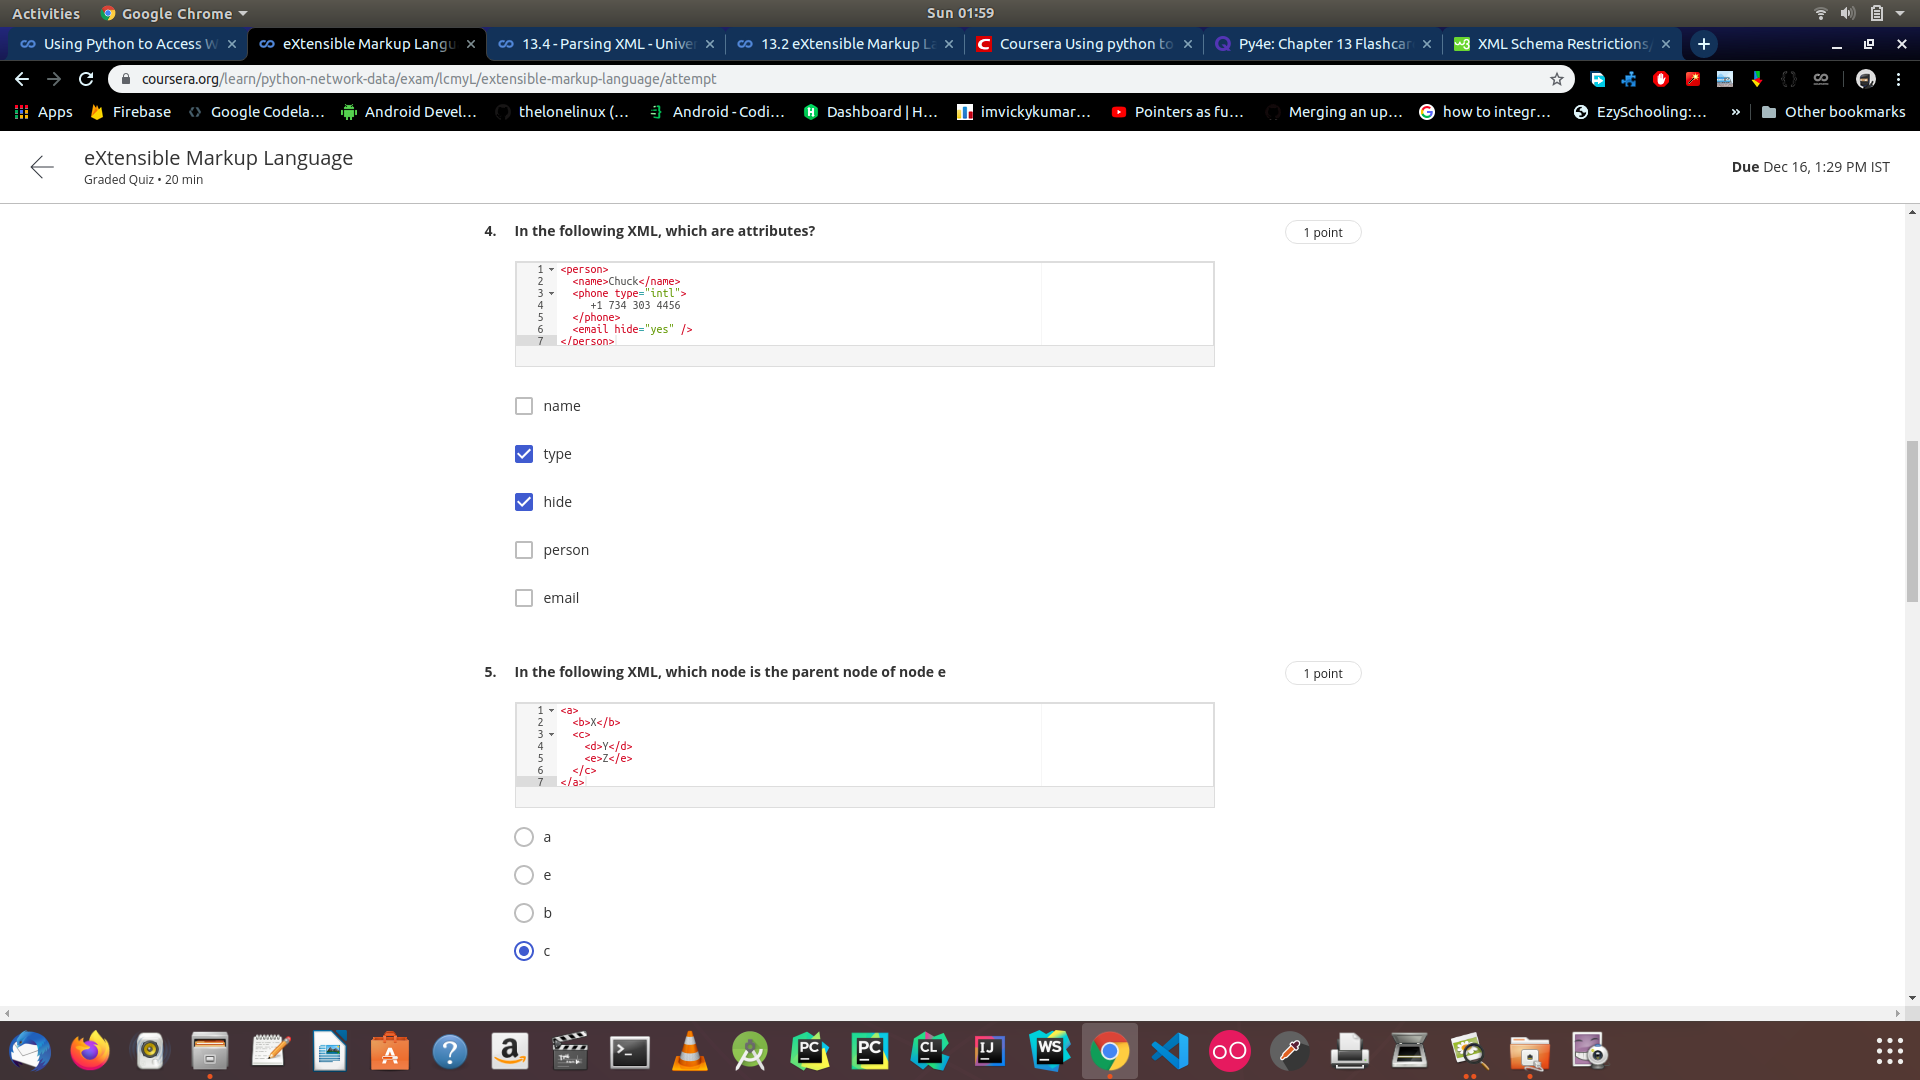 Activities
Google Chrome
Sun 01:59
Using Python to Access W
eXtensible Markup Langu
13.4 - Parsing XML - Unive
13.2 eXtensible Markup L
Coursera Using python to
Py4e: Chapter 13 Flashcar
XML Schema Restrictions
coursera.org/learn/python-network-data/exam/lcmyL/extensible-markup-language/attempt
Apps
Firebase
Google Codela...
Android Devel...
thelonelinux (...
Android - Codi...
Dashboard | H...
imvickykumar...
Pointers as fu...
Merging an up...
how to integr...
EzySchooling:...
»
Other bookmarks
eXtensible Markup Language
Graded Quiz • 20 min
Due Dec 16, 1:29 PM IST
4. In the following XML, which are attributes?
1 point
1 <person>
2 <name>Chuck</name>
3 <phone type="intl">
4 +1 734 303 4456
5 </phone>
6 <email hide="yes" />
7 </person>
name
type
hide
person
email
5. In the following XML, which node is the parent node of node e
1 point
1 <a>
2 <b>X</b>
3 <c>
4 <d>Y</d>
5 <e>Z</e>
6 </c>
7 </a>
a
e
b
c